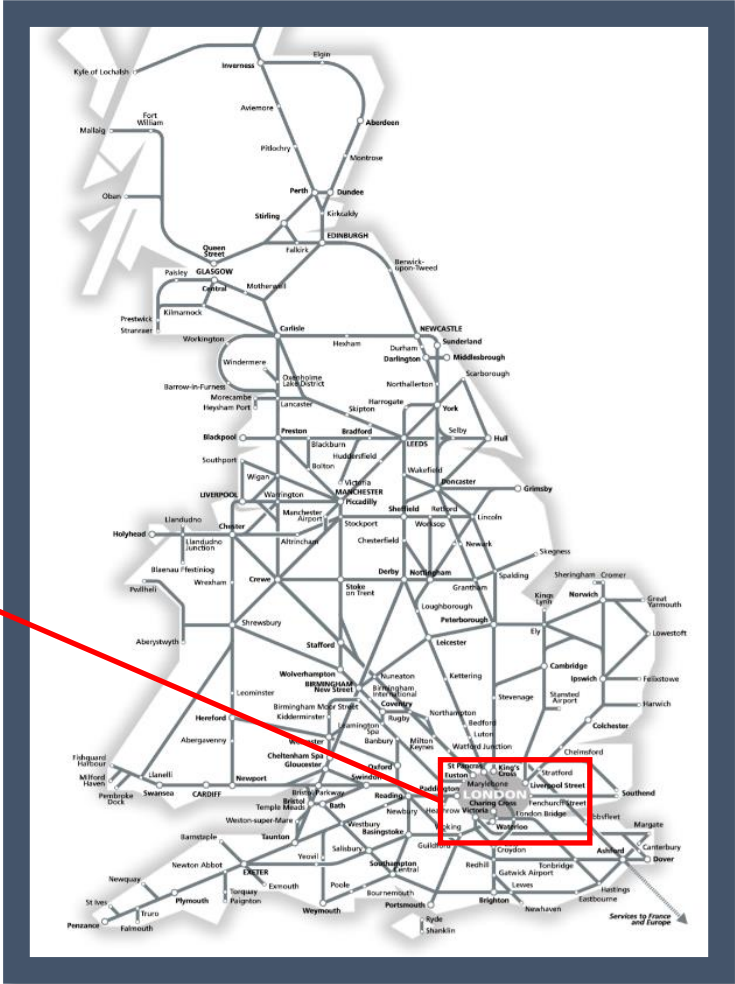 Elgin
Inverness
Kyle of Lochalsh
Aviemore
Fort
William
Aberdeen
Mallaig
Pitlochry
Montrose
Perth
Dundee
Oban
Stirling
Kirkcaldy
EDINBURGH
Queen
Street
Falkirk
Berwick-
upon-Tweed
Paisley
GLASGOW
Central
Motherwell
Prestwick
Kilmarnock
Stranraer
Carlisle
NEWCASTLE
Workington
Hexham
Sunderland
Durham
Darlington
Middlesbrough
Windermere
Scarborough
Oxenholme
Lake District
Northallerton
Barrow-in-Furness
Morecambe
Heysham Port
Lancaster
Harrogate
York
Skipton
Blackpool
Preston
Bradford
LEEDS
Selby
Hull
Blackburn
Huddersfield
Southport
Bolton
Wakefield
Wigan
Victoria
Doncaster
Grimsby
LIVERPOOL
Warrington
MANCHESTER
Piccadilly
Manchester
Airport
Sheffield
Retford
Lincoln
Llandudno
Stockport
Worksop
Holyhead
Chester
Llandudno
Junction
Altrincham
Chesterfield
Newark
Skegness
Blaenau Ffestiniog
Wrexham
Crewe
Stoke
on Trent
Derby
Nottingham
Grantham
Spalding
Sheringham
Cromer
Pwllheli
Kings
Lynn
Norwich
Great
Yarmouth
Loughborough
Peterborough
Aberystwyth
Shrewsbury
Stafford
Leicester
Ely
Lowestoft
Wolverhampton
Nuneaton
Kettering
Cambridge
BIRMINGHAM
New Street
Birmingham
International
Ipswich
Felixstowe
Leominster
Birmingham Moor Street
Coventry
Stevenage
Stansted
Airport
Harwich
Hereford
Kidderminster
Rugby
Northampton
Bedford
Colchester
Leamington
Spa
Luton
Abergavenny
Worcester
Banbury
Milton
Keynes
Watford Junction
Chelmsford
Cheltenham Spa
Gloucester
Oxford
St Pancras
King's
Cross
Stratford
Fishguard
Harbour
Llanelli
Newport
Swindon
Euston
Marylebone
Liverpool Street
Milford
Haven
Pembroke
Dock
Swansea
CARDIFF
Bristol Parkway
Reading
Paddington
LONDON
Southend
Bristol
Temple Meads
Bath
Newbury
Heathrow
Victoria
Charing Cross
Fenchurch Street
London Bridge
Weston-super-Mare
Westbury
Basingstoke
Woking
Waterloo
Ebbsfleet
Margate
Barnstaple
Taunton
Salisbury
Guildford
Croydon
Canterbury
Newton Abbot
Yeovil
Southampton
Central
Redhill
Tonbridge
Ashford
Dover
EXETER
Gatwick Airport
Newquay
Exmouth
Poole
Bournemouth
Lewes
Hastings
St Ives
Plymouth
Torquay
Paignton
Weymouth
Portsmouth
Brighton
Newhaven
Eastbourne
Truro
Penzance
Falmouth
Ryde
Shanklin
Services to France
and Europe